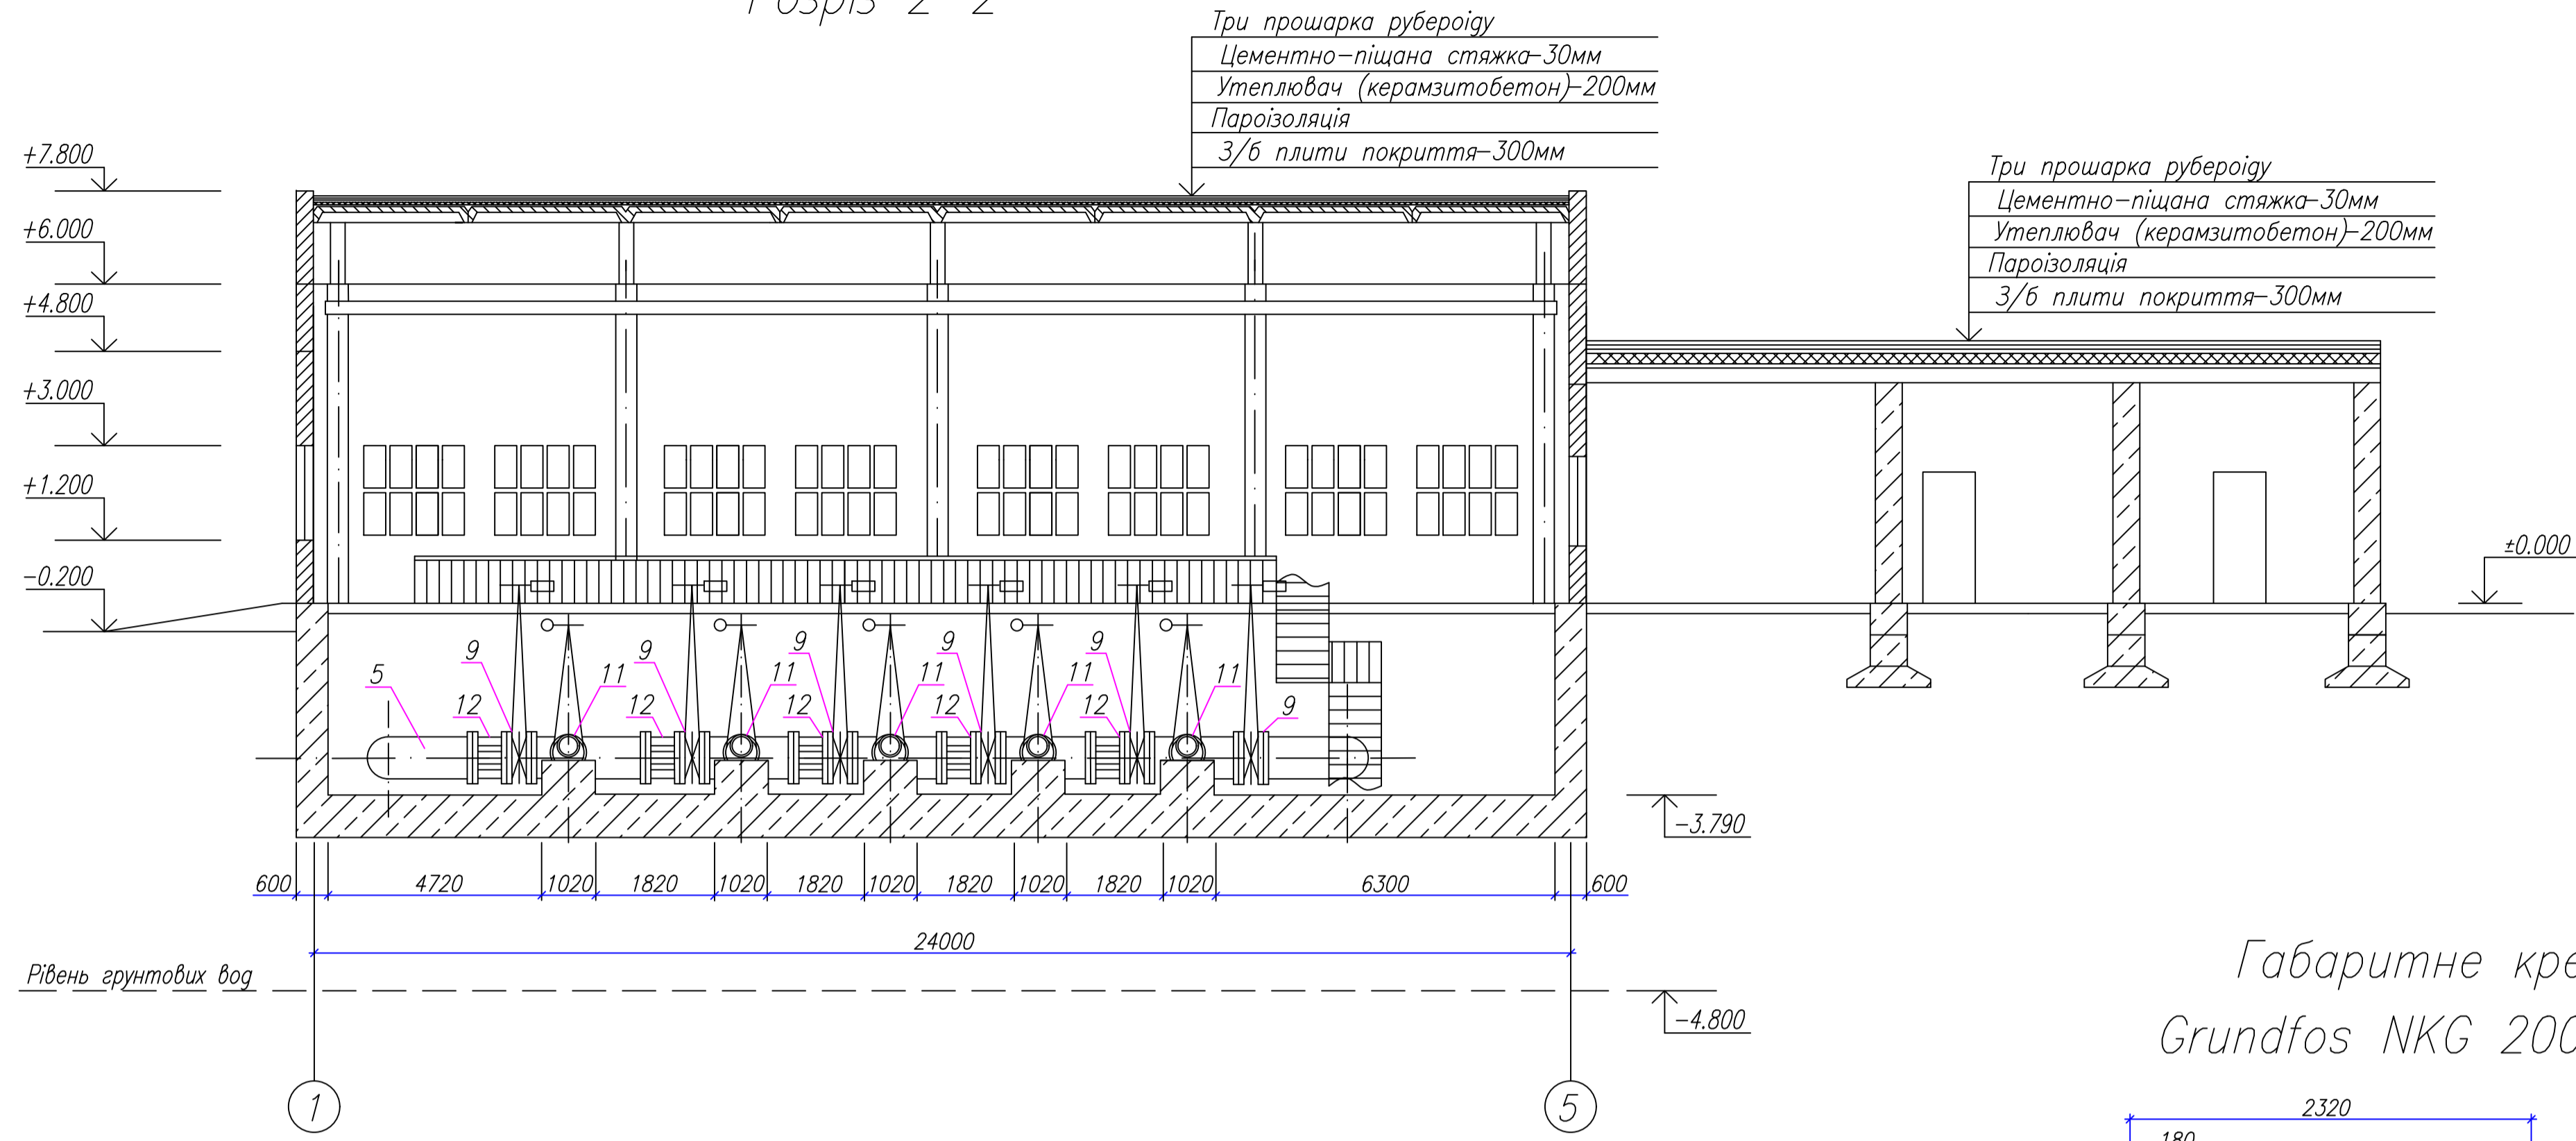 Розріз 2-2
Три прошарка рубероіду
Цементно-піщана стяжка-30мм
Утеплювач (керамзитобетон)-200мм
Пароізоляція
З/б плити покриття-300мм
Три прошарка рубероіду
Цементно-піщана стяжка-30мм
Утеплювач (керамзитобетон)-200мм
Пароізоляція
З/б плити покриття-300мм
+7.800
+6.000
+4.800
+3.000
+1.200
-0.200
±0.000
5 9 9 9 9 9
11 11 11 11 11
12 12 12 12 12 9
-3.790
600 4720 1020 1820 1020 1820 1020 1820 1020 1820 1020 6300 600
24000
Рівень грунтових вод
-4.800
1 5
Габаритне кре
Grundfos NKG 200
2320
180